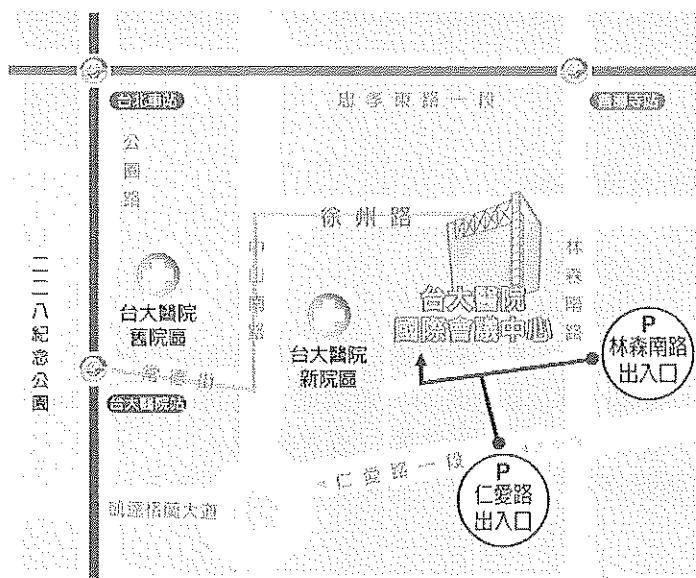 台北車站
忠孝東路一段
善導寺站
公園路
徐州路
中山南路
林森南路
二二八紀念公園
台大醫院
舊院區
台大醫院
新院區
台大醫院
國際會議中心
P
林森南路
出入口
常德街
台大醫院站
仁愛路一段
P
仁愛路
出入口
凱達格蘭大道